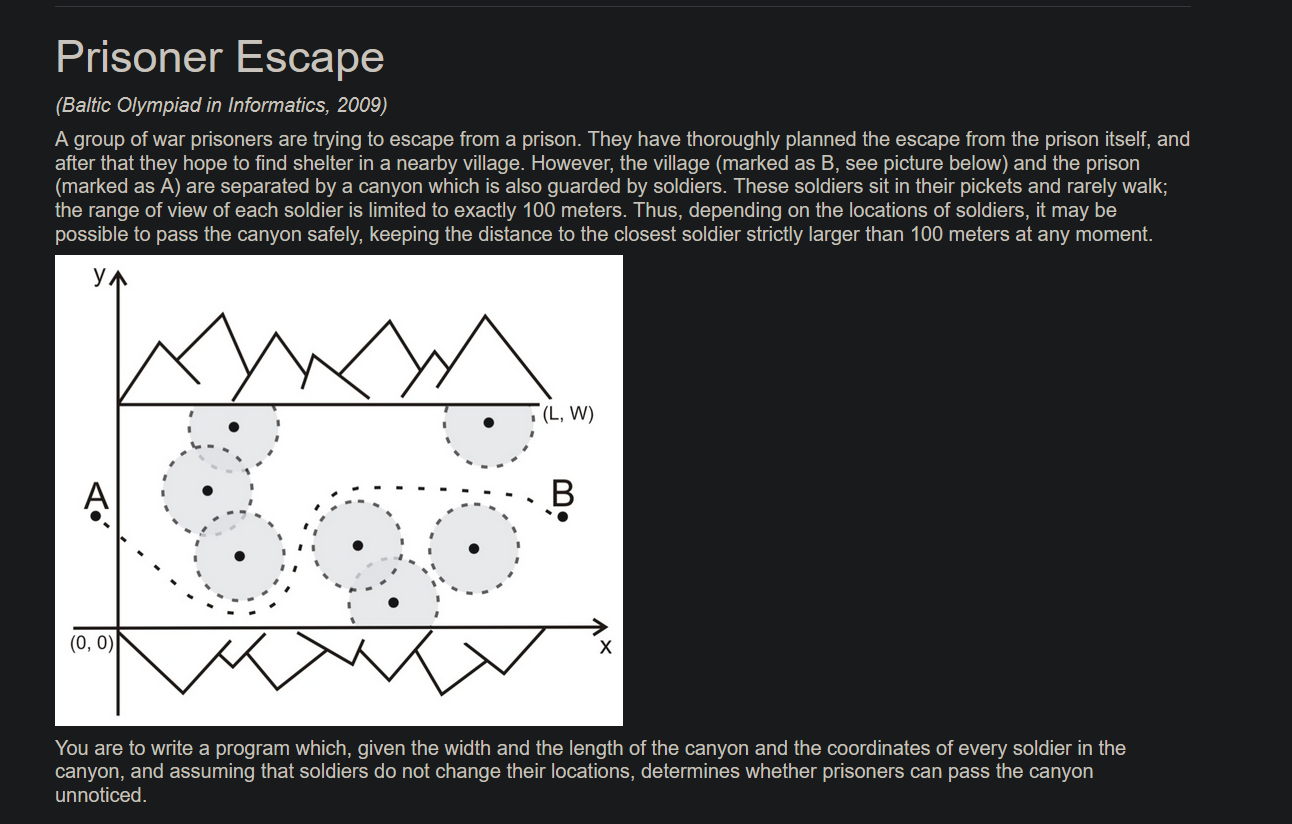 Prisoner Escape
(Baltic Olympiad in Informatics, 2009)
A group of war prisoners are trying to escape from a prison. They have thoroughly planned the escape from the prison itself, and
after that they hope to find shelter in a nearby village. However, the village (marked as B, see picture below) and the prison
(marked as A) are separated by a canyon which is also guarded by soldiers. These soldiers sit in their pickets and rarely walk;
the range of view of each soldier is limited to exactly 100 meters. Thus, depending on the locations of soldiers, it may be
possible to pass the canyon safely, keeping the distance to the closest soldier strictly larger than 100 meters at any moment.
y
(L, W)
A
B
(0, 0)
x
You are to write a program which, given the width and the length of the canyon and the coordinates of every soldier in the
canyon, and assuming that soldiers do not change their locations, determines whether prisoners can pass the canyon
unnoticed.